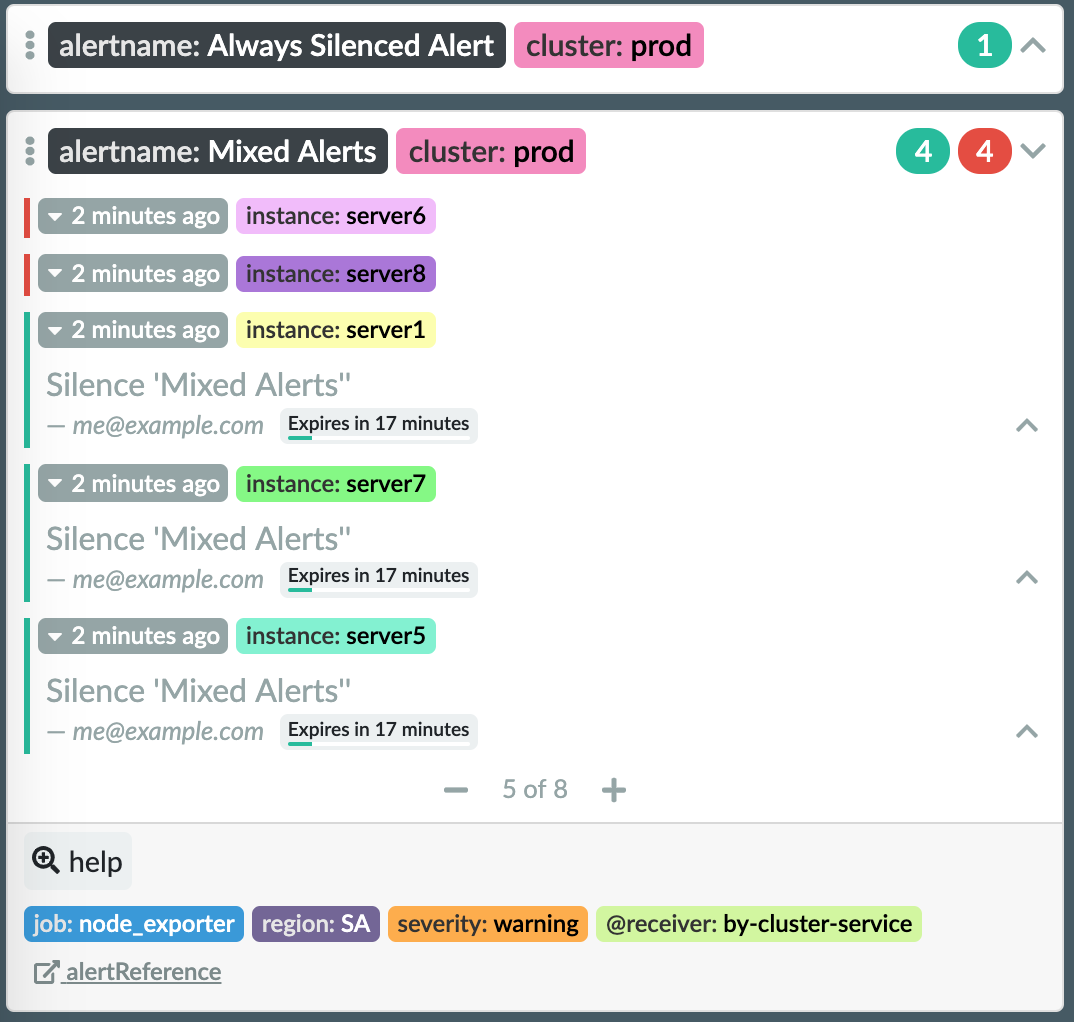 alertname: Always Silenced Alert cluster: prod 1
alertname: Mixed Alerts cluster: prod 4 4
2 minutes ago instance: server6
2 minutes ago instance: server8
2 minutes ago instance: server1
Silence 'Mixed Alerts''
— me@example.com Expires in 17 minutes
2 minutes ago instance: server7
Silence 'Mixed Alerts''
— me@example.com Expires in 17 minutes
2 minutes ago instance: server5
Silence 'Mixed Alerts''
— me@example.com Expires in 17 minutes
5 of 8
help
job: node_exporter region: SA severity: warning @receiver: by-cluster-service
alertReference